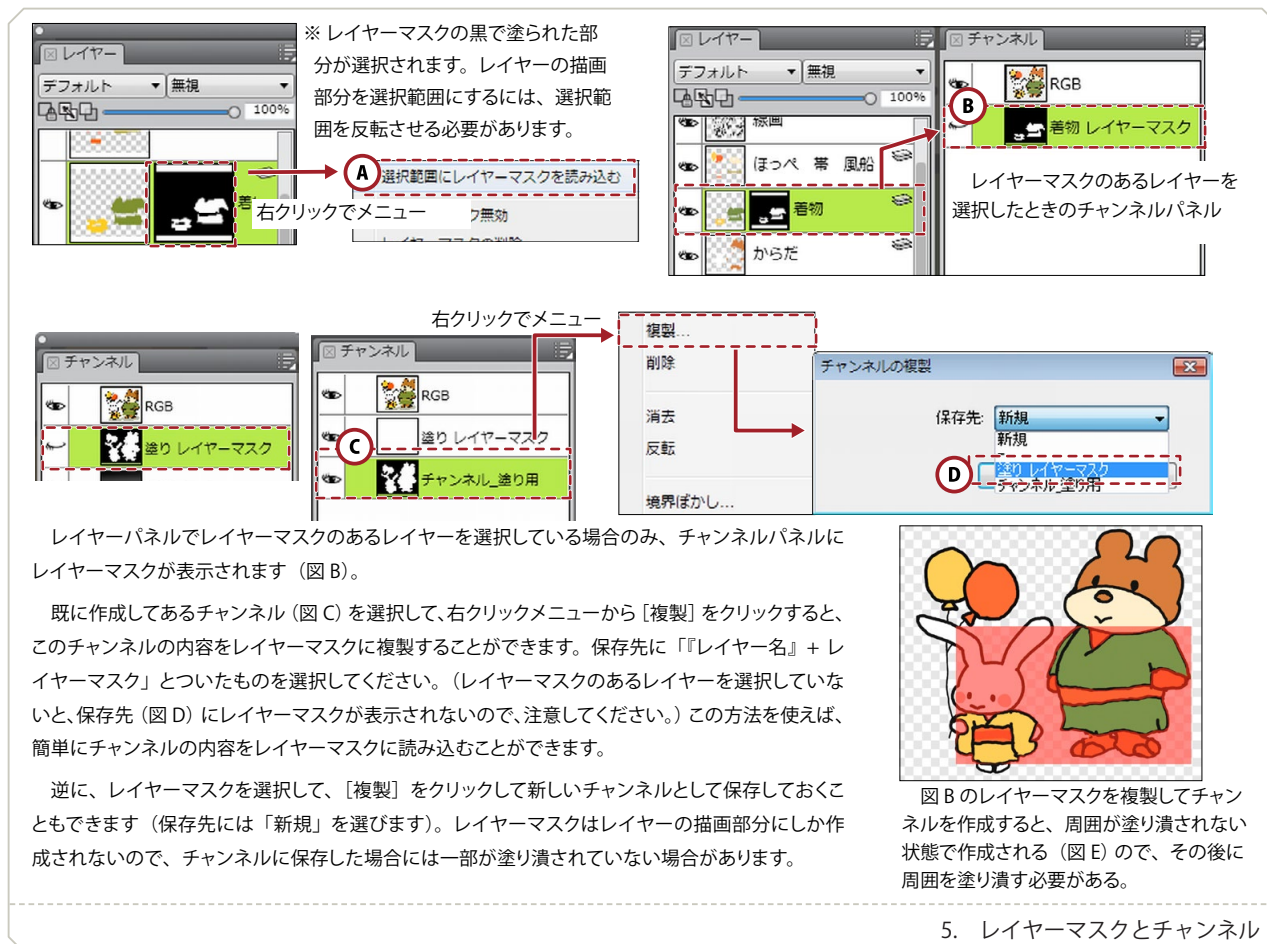 レイヤー
デフォルト
無視
100%
着
右クリックでメニュー
※ レイヤーマスクの黒で塗られた部
分が選択されます。レイヤーの描画
部分を選択範囲にするには、選択範
囲を反転させる必要があります。
A
選択範囲にレイヤーマスクを読み込む
ク無効
レイヤーマスクの削除
レイヤー
デフォルト
無視
100%
線画
ほっぺ 帯 風船
着物
からだ
チャンネル
RGB
B
着物 レイヤーマスク
レイヤーマスクのあるレイヤーを
選択したときのチャンネルパネル
チャンネル
RGB
塗り レイヤーマスク
チャンネル
RGB
塗り レイヤーマスク
C
チャンネル_塗り用
右クリックでメニュー
複製...
削除
消去
反転
境界ぼかし...
チャンネルの複製
保存先:
新規
新規
D
塗り レイヤーマスク
チャンネル_塗り用
レイヤーパネルでレイヤーマスクのあるレイヤーを選択している場合のみ、チャンネルパネルに
レイヤーマスクが表示されます（図 B）。
既に作成してあるチャンネル（図 C）を選択して、右クリックメニューから［複製］をクリックすると、
このチャンネルの内容をレイヤーマスクに複製することができます。保存先に「『レイヤー名』+ レ
イヤーマスク」とついたものを選択してください。（レイヤーマスクのあるレイヤーを選択していな
いと、保存先（図 D）にレイヤーマスクが表示されないので、注意してください。）この方法を使えば、
簡単にチャンネルの内容をレイヤーマスクに読み込むことができます。
逆に、レイヤーマスクを選択して、［複製］をクリックして新しいチャンネルとして保存しておくこ
ともできます（保存先には「新規」を選びます）。レイヤーマスクはレイヤーの描画部分にしか作
成されないので、チャンネルに保存した場合には一部が塗り潰されていない場合があります。
図 B のレイヤーマスクを複製してチャン
ネルを作成すると、周囲が塗り潰されない
状態で作成される（図 E）ので、その後に
周囲を塗り潰す必要がある。
5. レイヤーマスクとチャンネル